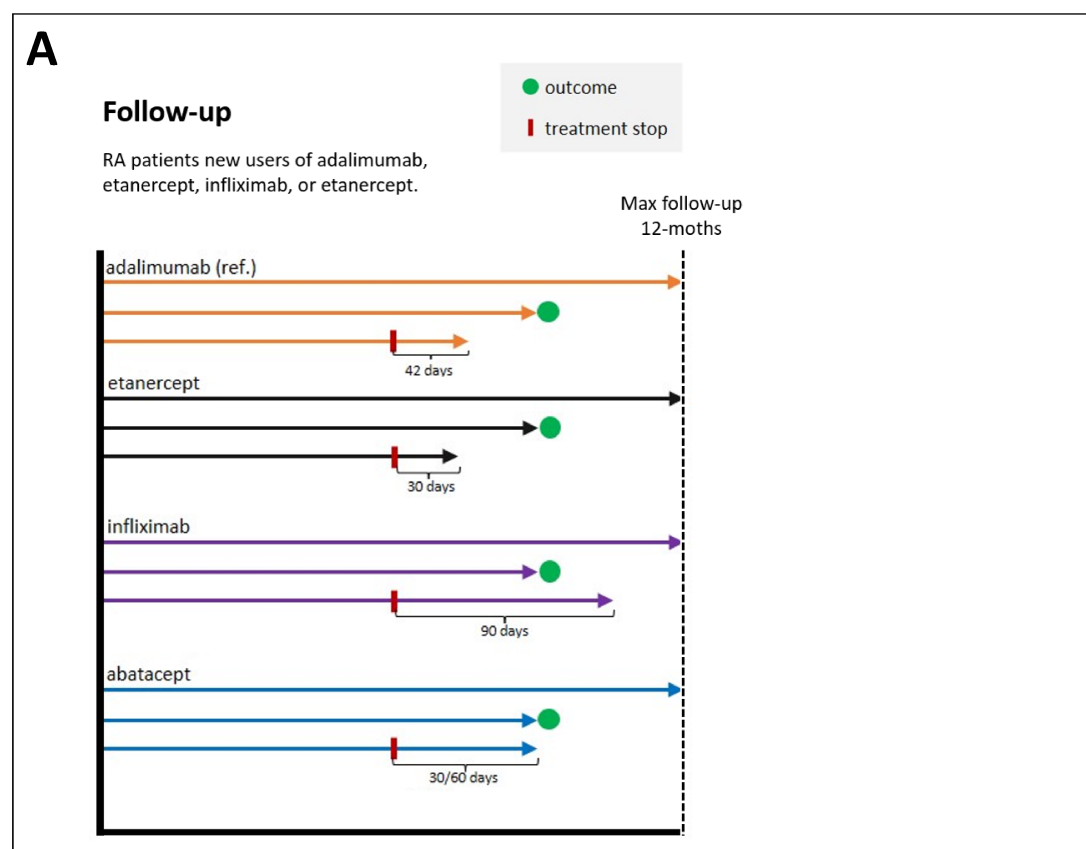 A
Follow-up
RA patients new users of adalimumab,
etanercept, infliximab, or etanercept.
outcome
treatment stop
Max follow-up
12-moths
adalimumab (ref.)
42 days
etanercept
30 days
infliximab
90 days
abatacept
30/60 days